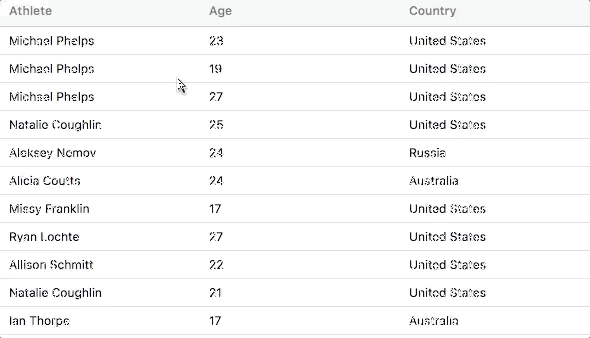 Athlete Age Country
Michael Phelps 23 United States
Michael Phelps 19 United States
Michael Phelps 27 United States
Natalie Coughlin 25 United States
Aleksey Nemov 24 Russia
Alicia Coutts 24 Australia
Missy Franklin 17 United States
Ryan Lochte 27 United States
Allison Schmitt 22 United States
Natalie Coughlin 21 United States
Ian Thorpe 17 Australia